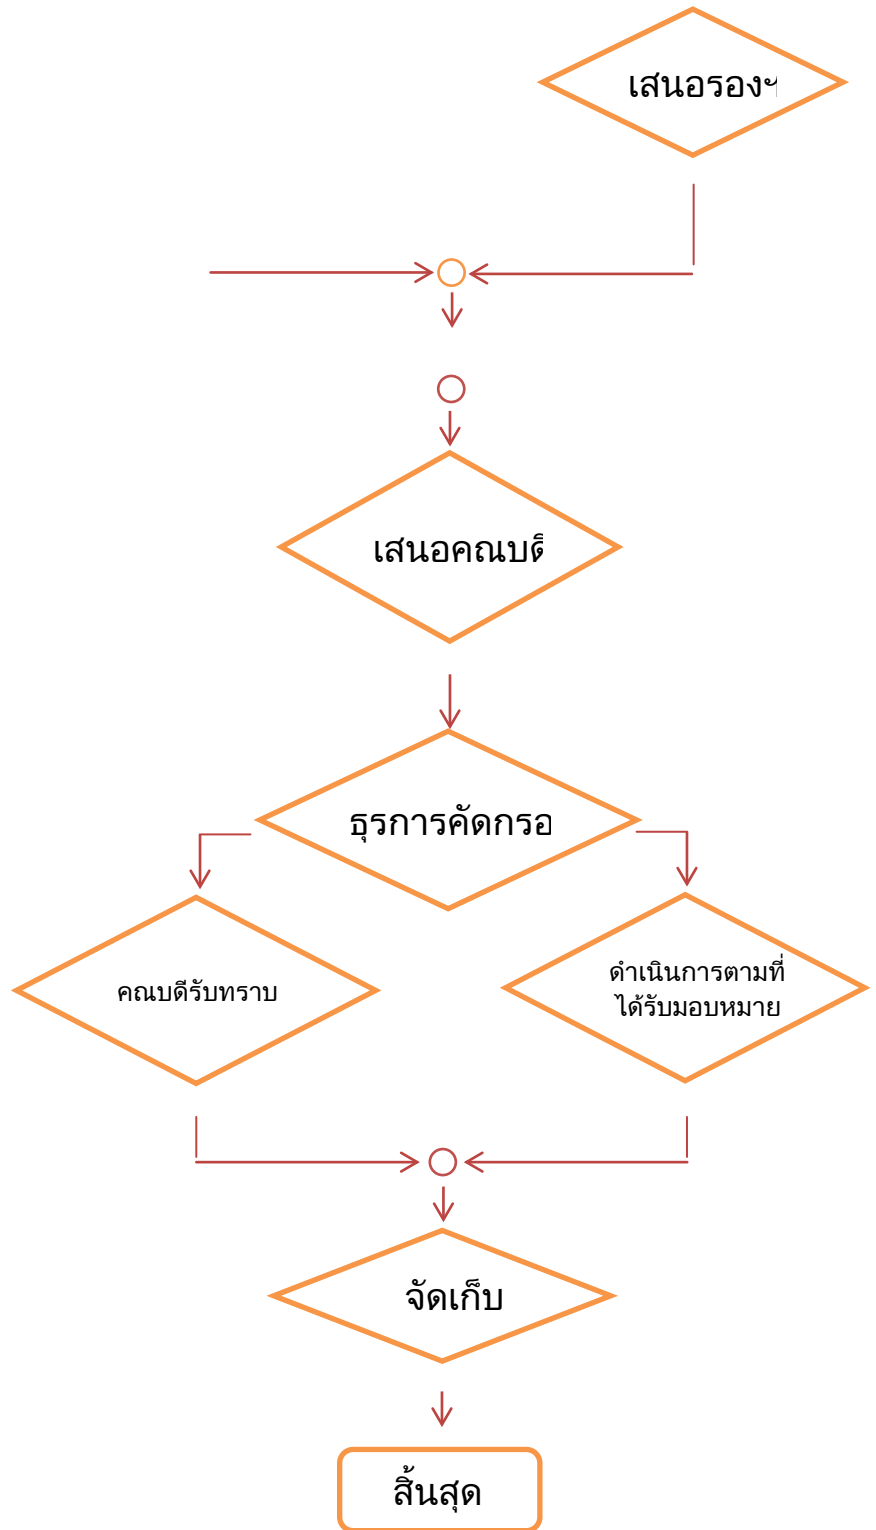 เสนอรองฯ
เสนอคณบดี
ธุรการคัดกรอ
คณบดีรับทราบ
ดำเนินการตามที่
ได้รับมอบหมาย
จัดเก็บ
สิ้นสุด